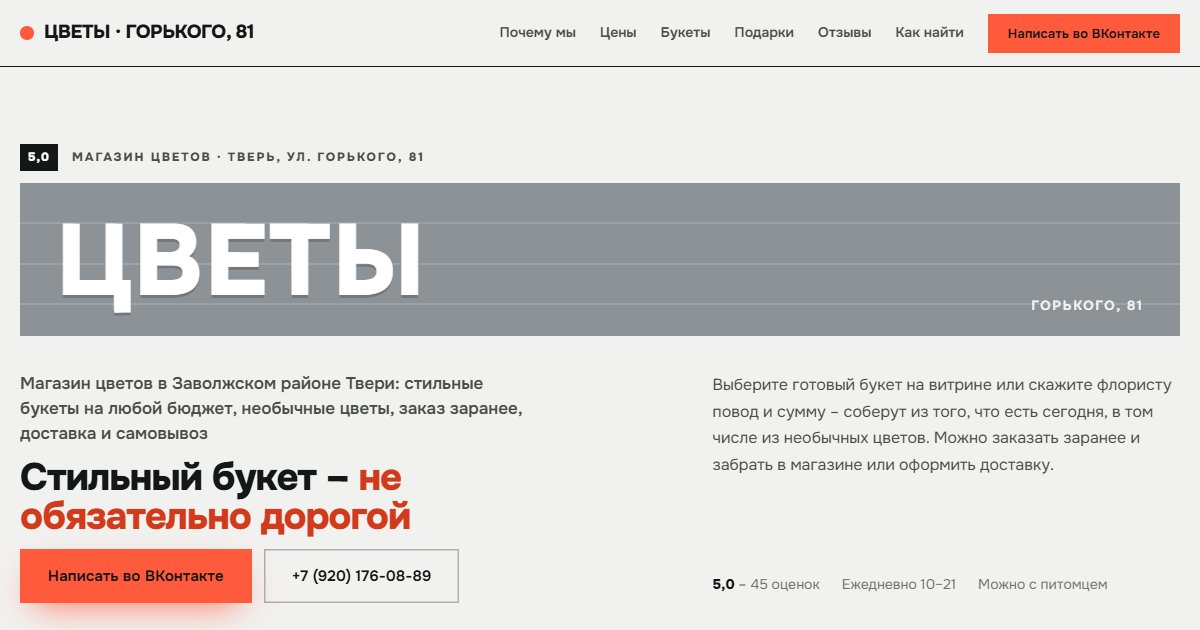 ЦВЕТЫ · ГОРЬКОГО, 81
Почему мы
Цены
Букеты
Подарки
Отзывы
Как найти
Написать во ВКонтакте
5,0
МАГАЗИН ЦВЕТОВ · ТВЕРЬ, УЛ. ГОРЬКОГО, 81
ЦВЕТЫ
ГОРЬКОГО, 81
Магазин цветов в Заволжском районе Твери: стильные
букеты на любой бюджет, необычные цветы, заказ заранее,
доставка и самовывоз
Стильный букет – не
обязательно дорогой
Написать во ВКонтакте
+7 (920) 176-08-89
Выберите готовый букет на витрине или скажите флористу
повод и сумму – соберут из того, что есть сегодня, в том
числе из необычных цветов. Можно заказать заранее и
забрать в магазине или оформить доставку.
5,0 – 45 оценок
Ежедневно 10–21
Можно с питомцем